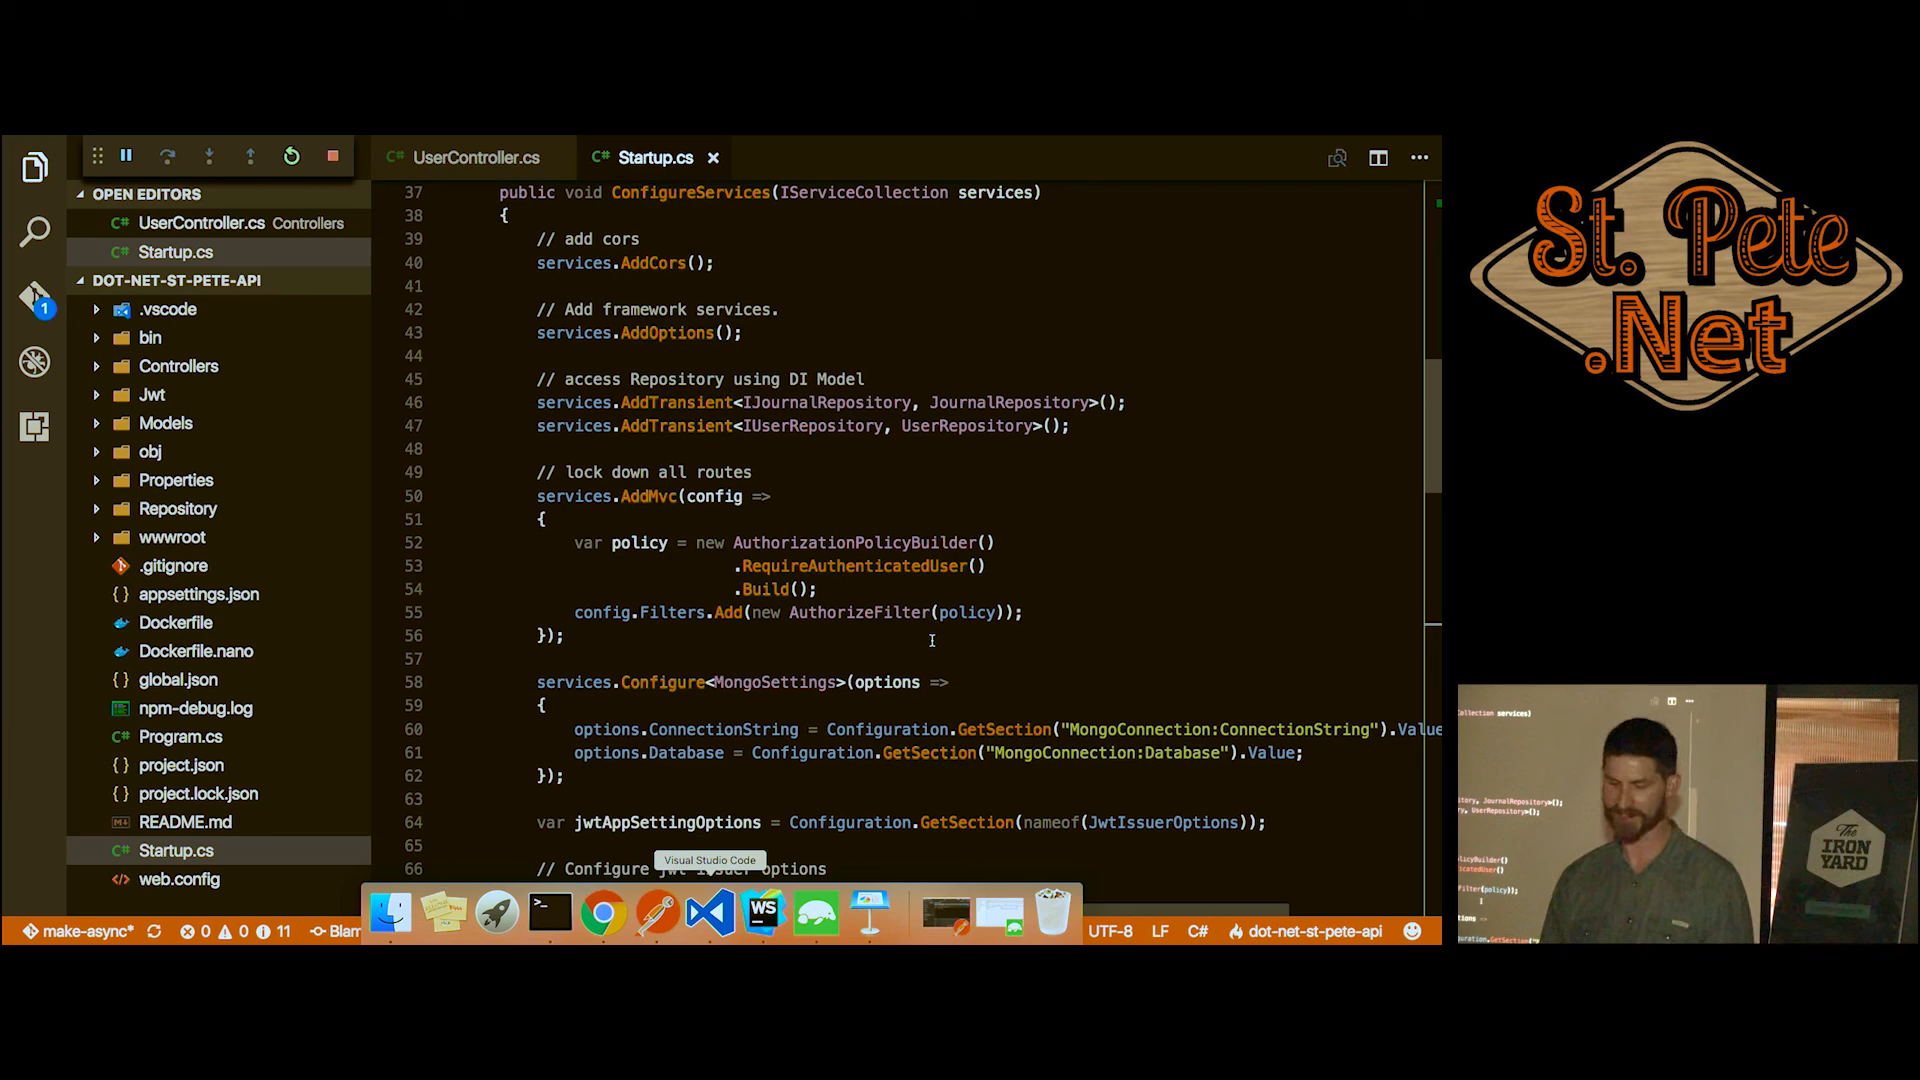 UserController.cs
Startup.cs
OPEN EDITORS
UserController.cs Controllers
Startup.cs
DOT-NET-ST-PETE-API
.vscode
bin
Controllers
Jwt
Models
obj
Properties
Repository
wwwroot
.gitignore
appsettings.json
Dockerfile
Dockerfile.nano
global.json
npm-debug.log
Program.cs
project.json
project.lock.json
README.md
Startup.cs
web.config
1
37 public void ConfigureServices(IServiceCollection services)
38 {
39 // add cors
40 services.AddCors();
41
42 // Add framework services.
43 services.AddOptions();
44
45 // access Repository using DI Model
46 services.AddTransient<IJournalRepository, JournalRepository>();
47 services.AddTransient<IUserRepository, UserRepository>();
48
49 // lock down all routes
50 services.AddMvc(config =>
51 {
52 var policy = new AuthorizationPolicyBuilder()
53 .RequireAuthenticatedUser()
54 .Build();
55 config.Filters.Add(new AuthorizeFilter(policy));
56 });
57
58 services.Configure<MongoSettings>(options =>
59 {
60 options.ConnectionString = Configuration.GetSection("MongoConnection:ConnectionString").Value
61 options.Database = Configuration.GetSection("MongoConnection:Database").Value;
62 });
63
64 var jwtAppSettingOptions = Configuration.GetSection(nameof(JwtIssuerOptions));
65
66 // Configure jwt issuer options
Visual Studio Code
WS
make-async* 0 0 11 Blam
UTF-8 LF C# dot-net-st-pete-api
St. Pete
.Net
The
IRON
YARD